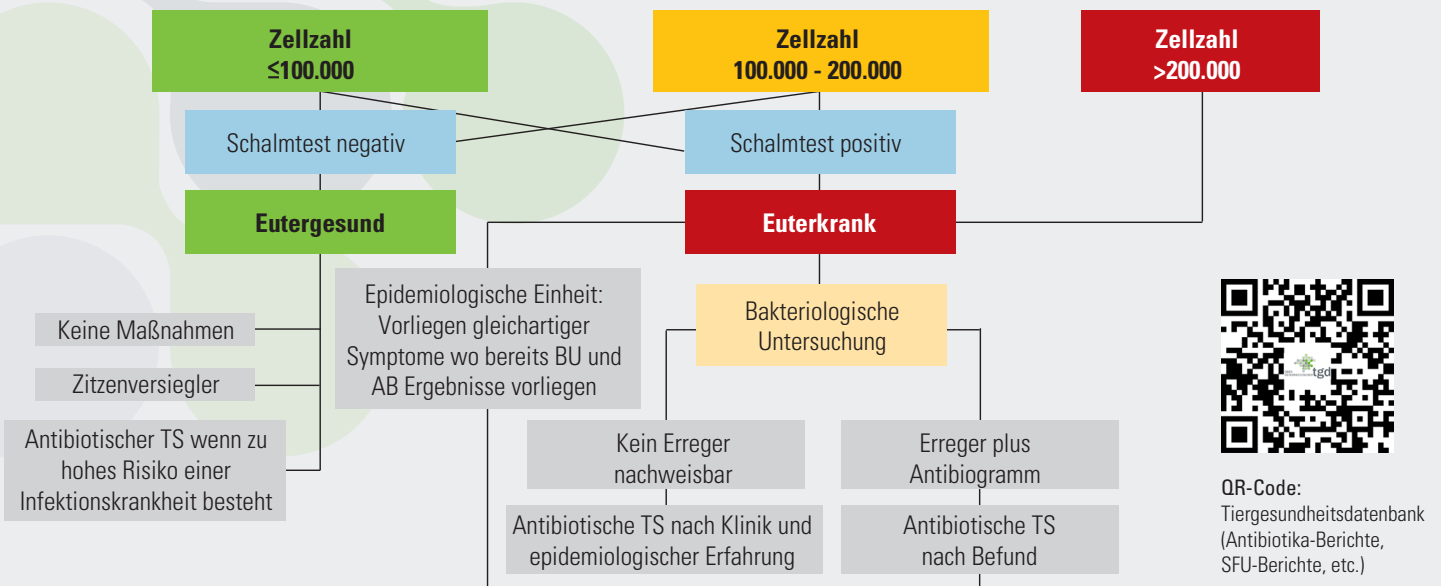 Zellzahl
≤100.000
Zellzahl
100.000 - 200.000
Zellzahl
>200.000
Schalmtest negativ
Schalmtest positiv
Eutergesund
Euterkrank
Keine Maßnahmen
Zitzenversiegler
Antibiotischer TS wenn zu
hohes Risiko einer
Infektionskrankheit besteht
Epidemiologische Einheit:
Vorliegen gleichartiger
Symptome wo bereits BU und
AB Ergebnisse vorliegen
Bakteriologische
Untersuchung
Kein Erreger
nachweisbar
Erreger plus
Antibiogramm
Antibiotische TS nach Klinik und
epidemiologischer Erfahrung
Antibiotische TS
nach Befund
tgd
QR-Code:
Tiergesundheitsdatenbank
(Antibiotika-Berichte,
SFU-Berichte, etc.)